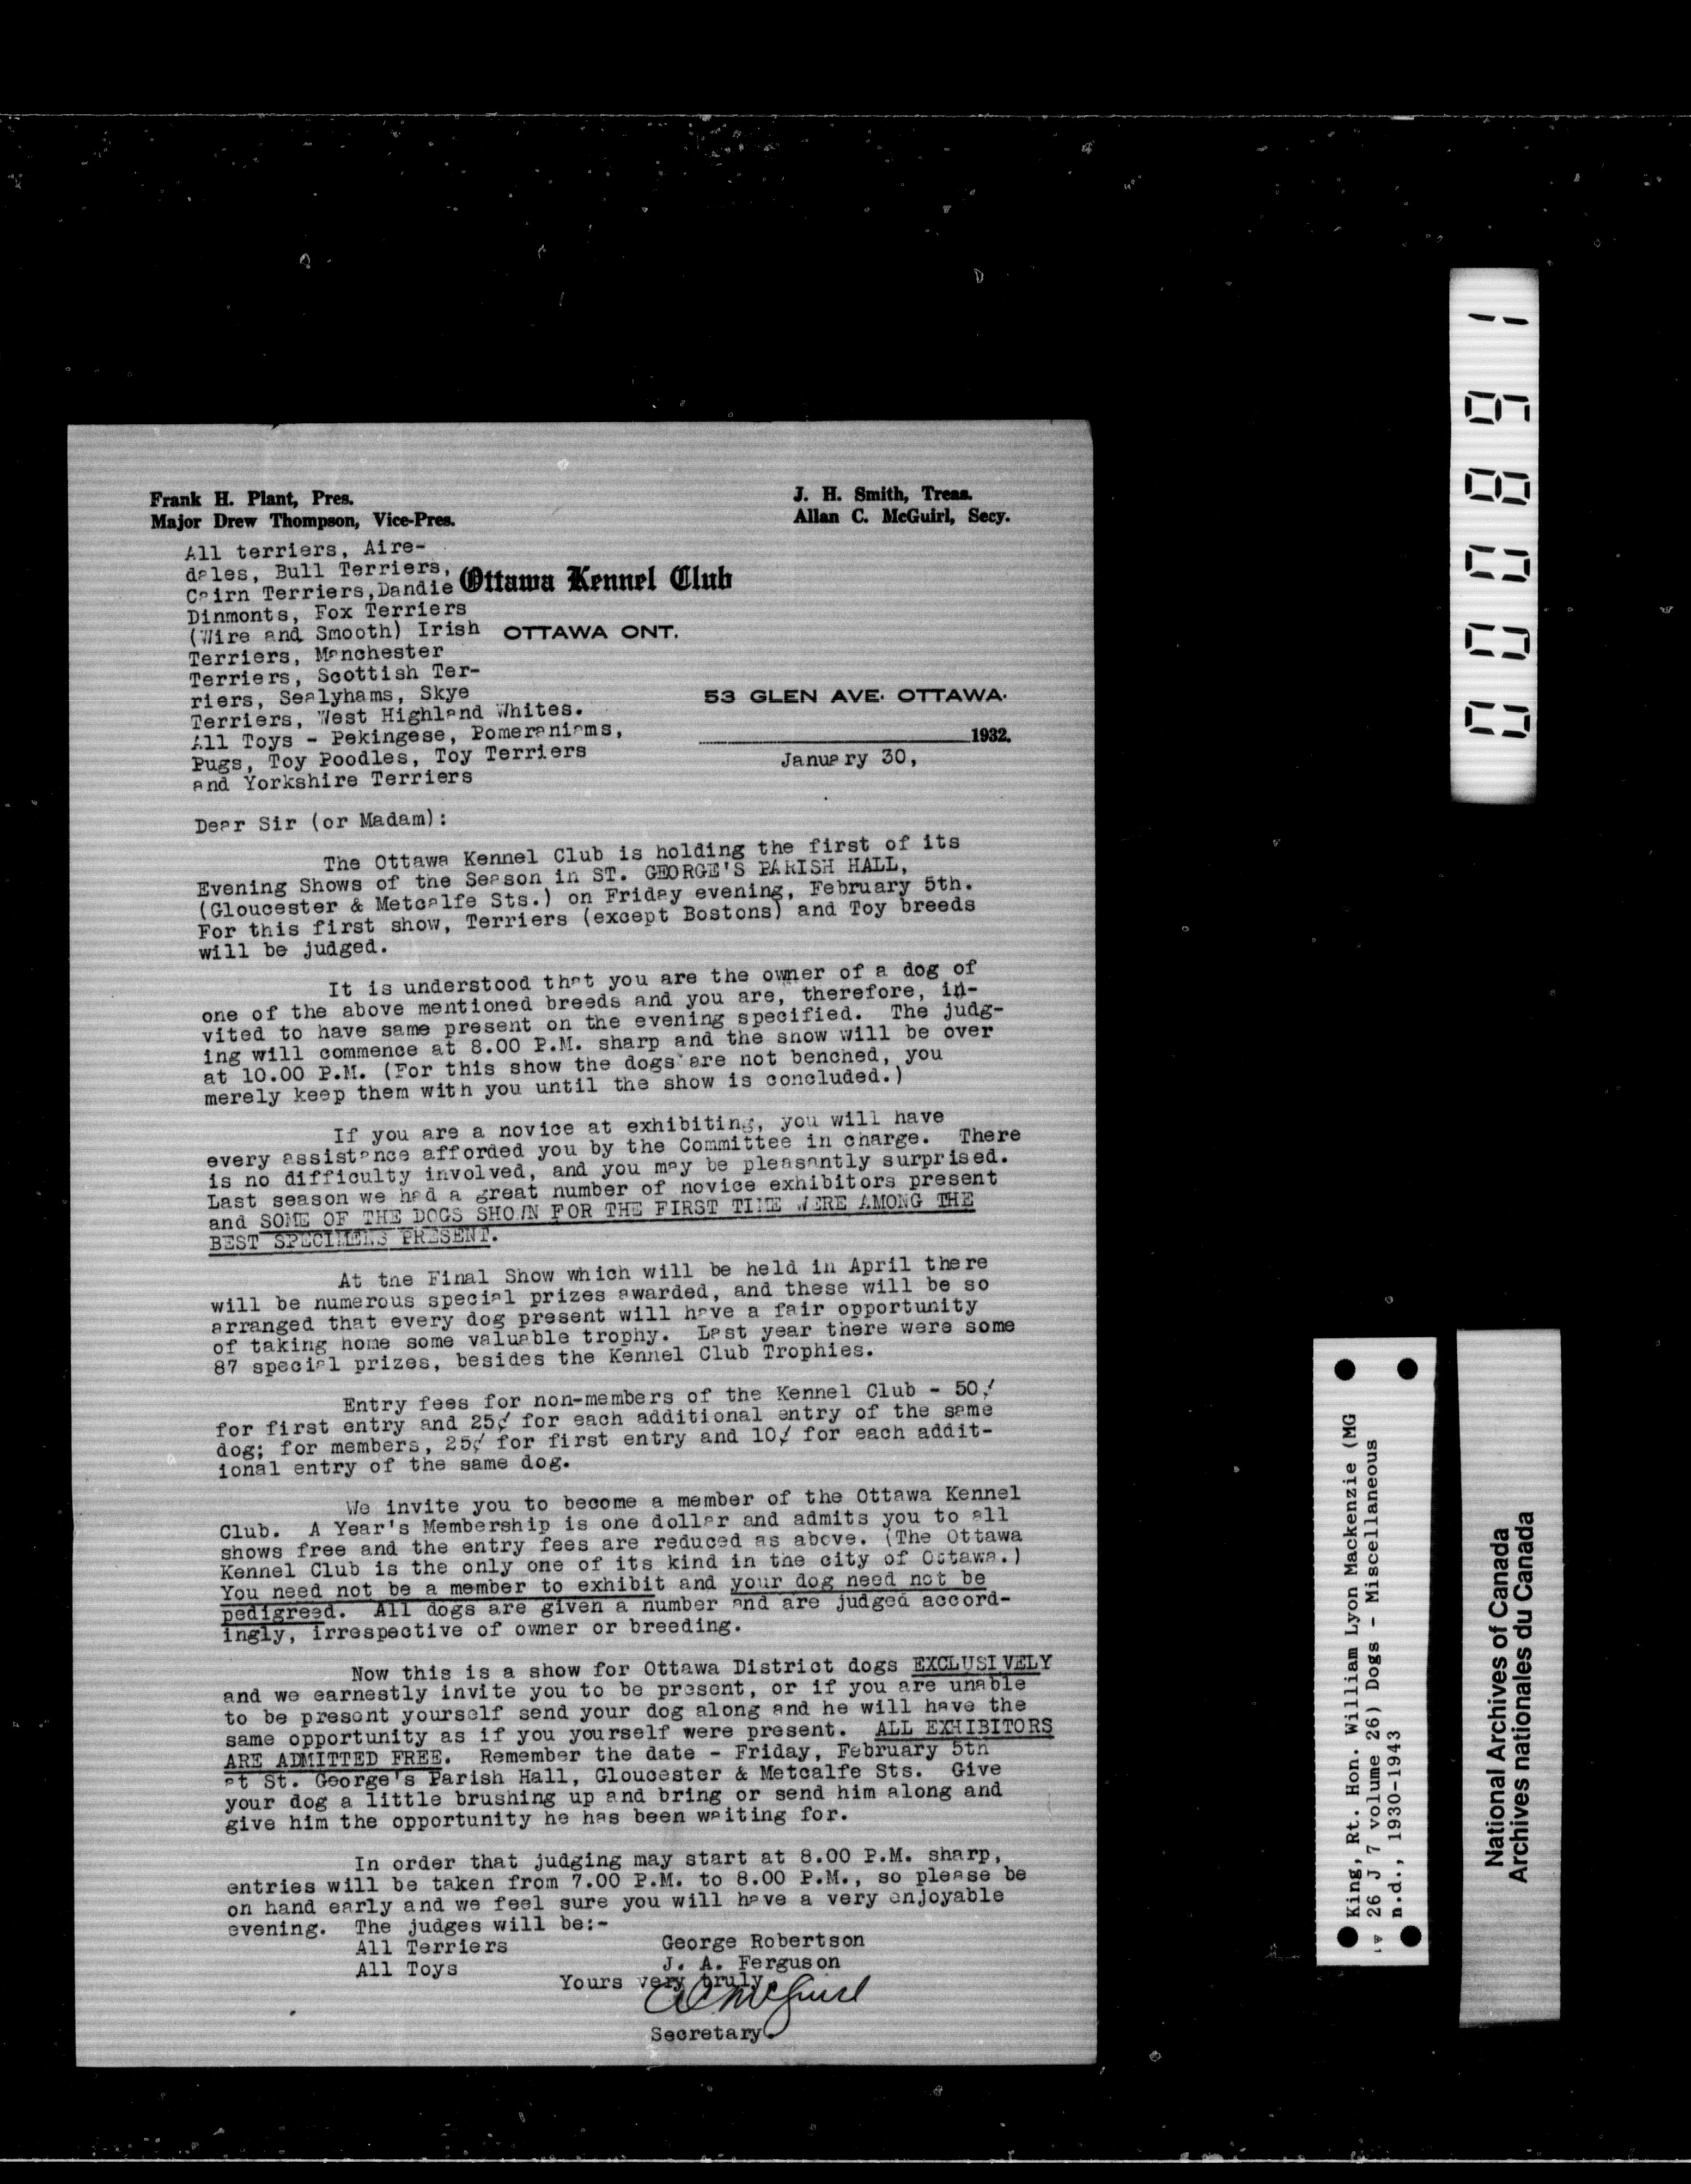 Frank H. Plant, Pres.
Major Drew Thompson, Vice-Pres.
J. H. Smith, Treas.
Allan C. McGuirl, Secy.
All terriers, Aire-
dales, Bull Terriers,
Cairn Terriers,Dandie
Dinmonts, Fox Terriers
(Wire and Smooth) Irish
Terriers, Manchester
Terriers, Scottish Ter-
riers, Sealyhams, Skye
Terriers, West Highland Whites.
All Toys - Pekingese, Pomeraniams,
Pugs, Toy Poodles, Toy Terriers
and Yorkshire Terriers
Ottawa Kennel Club
OTTAWA ONT.
53 GLEN AVE. OTTAWA.
1932.
January 30,
Dear Sir (or Madam):
The Ottawa Kennel Club is holding the first of its
Evening Shows of the Season in ST. GEORGE'S PARISH HALL,
(Gloucester & Metcalfe Sts.) on Friday evening, February 5th.
For this first show, Terriers (except Bostons) and Toy breeds
will be judged.
It is understood that you are the owner of a dog of
one of the above mentioned breeds and you are, therefore, in-
vited to have same present on the evening specified. The judg-
ing will commence at 8.00 P.M. sharp and the show will be over
at 10.00 P.M. (For this show the dogs are not benched, you
merely keep them with you until the show is concluded.)
If you are a novice at exhibiting, you will have
every assistance afforded you by the Committee in charge. There
is no difficulty involved, and you may be pleasantly surprised.
Last season we had a great number of novice exhibitors present
and SOME OF THE DOGS SHOWN FOR THE FIRST TIME WERE AMONG THE
BEST SPECIMENS PRESENT.
At the Final Show which will be held in April there
will be numerous special prizes awarded, and these will be so
arranged that every dog present will have a fair opportunity
of taking home some valuable trophy. Last year there were some
87 special prizes, besides the Kennel Club Trophies.
Entry fees for non-members of the Kennel Club - 50¢
for first entry and 25¢ for each additional entry of the same
dog; for members, 25¢ for first entry and 10¢ for each addit-
ional entry of the same dog.
We invite you to become a member of the Ottawa Kennel
Club. A Year's Membership is one dollar and admits you to all
shows free and the entry fees are reduced as above. (The Ottawa
Kennel Club is the only one of its kind in the city of Ottawa.)
You need not be a member to exhibit and your dog need not be
pedigreed. All dogs are given a number and are judged accord-
ingly, irrespective of owner or breeding.
Now this is a show for Ottawa District dogs EXCLUSIVELY
and we earnestly invite you to be present, or if you are unable
to be present yourself send your dog along and he will have the
same opportunity as if you yourself were present. ALL EXHIBITORS
ARE ADMITTED FREE. Remember the date - Friday, February 5th
at St. George's Parish Hall, Gloucester & Metcalfe Sts. Give
your dog a little brushing up and bring or send him along and
give him the opportunity he has been waiting for.
In order that judging may start at 8.00 P.M. sharp,
entries will be taken from 7.00 P.M. to 8.00 P.M., so please be
on hand early and we feel sure you will have a very enjoyable
evening. The judges will be:-
All Terriers George Robertson
All Toys J. A. Ferguson
Yours very truly,
AC McGuirl
Secretary.
0000891
King, Rt. Hon. William Lyon Mackenzie (MG
26 J 7 volume 26) Dogs - Miscellaneous
n.d., 1930-1943
National Archives of Canada
Archives nationales du Canada